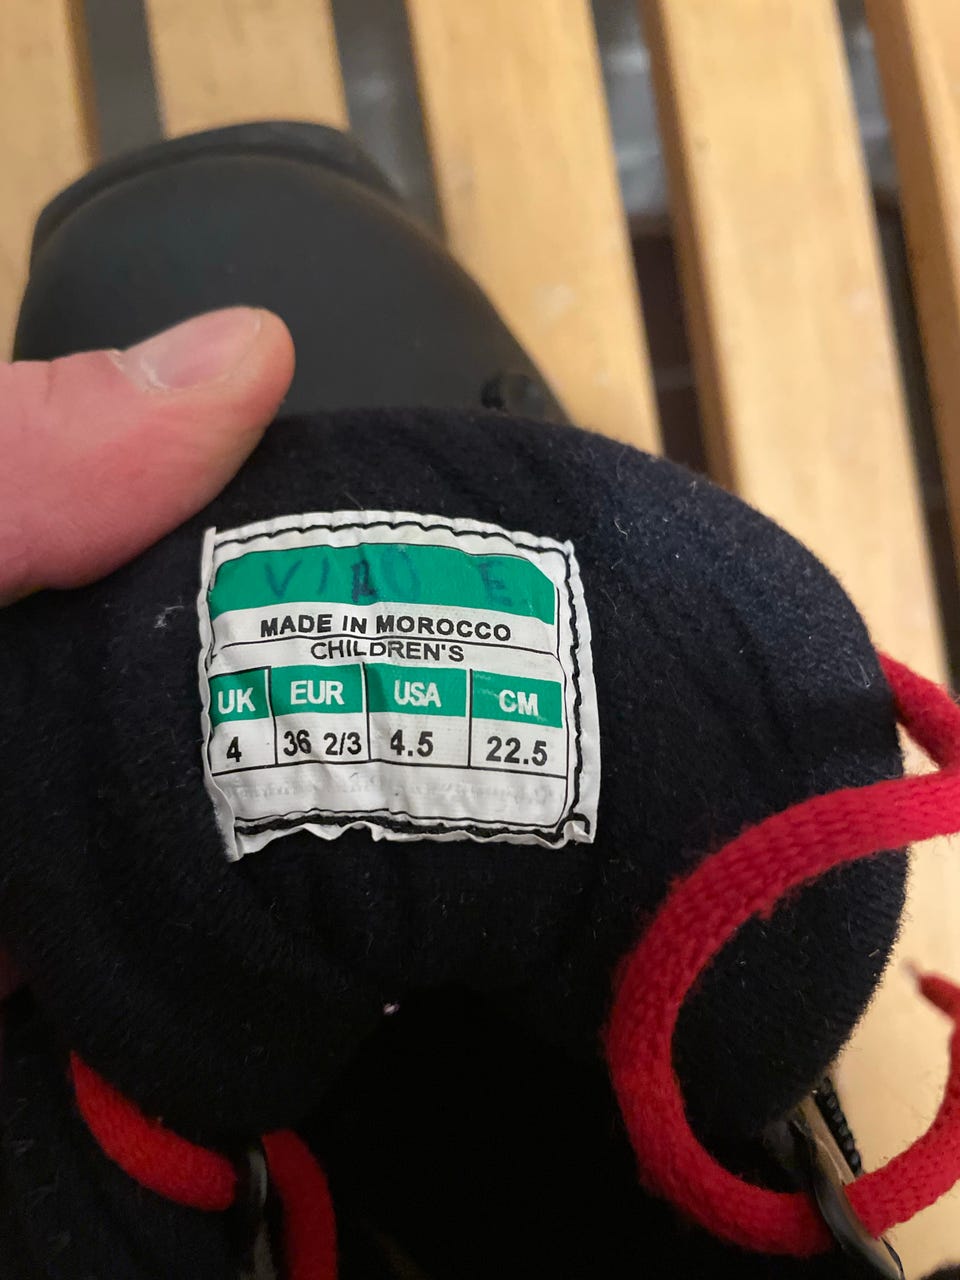 MADE IN MOROCCO
CHILDREN'S
UK EUR USA CM
4 36 2/3 4.5 22.5